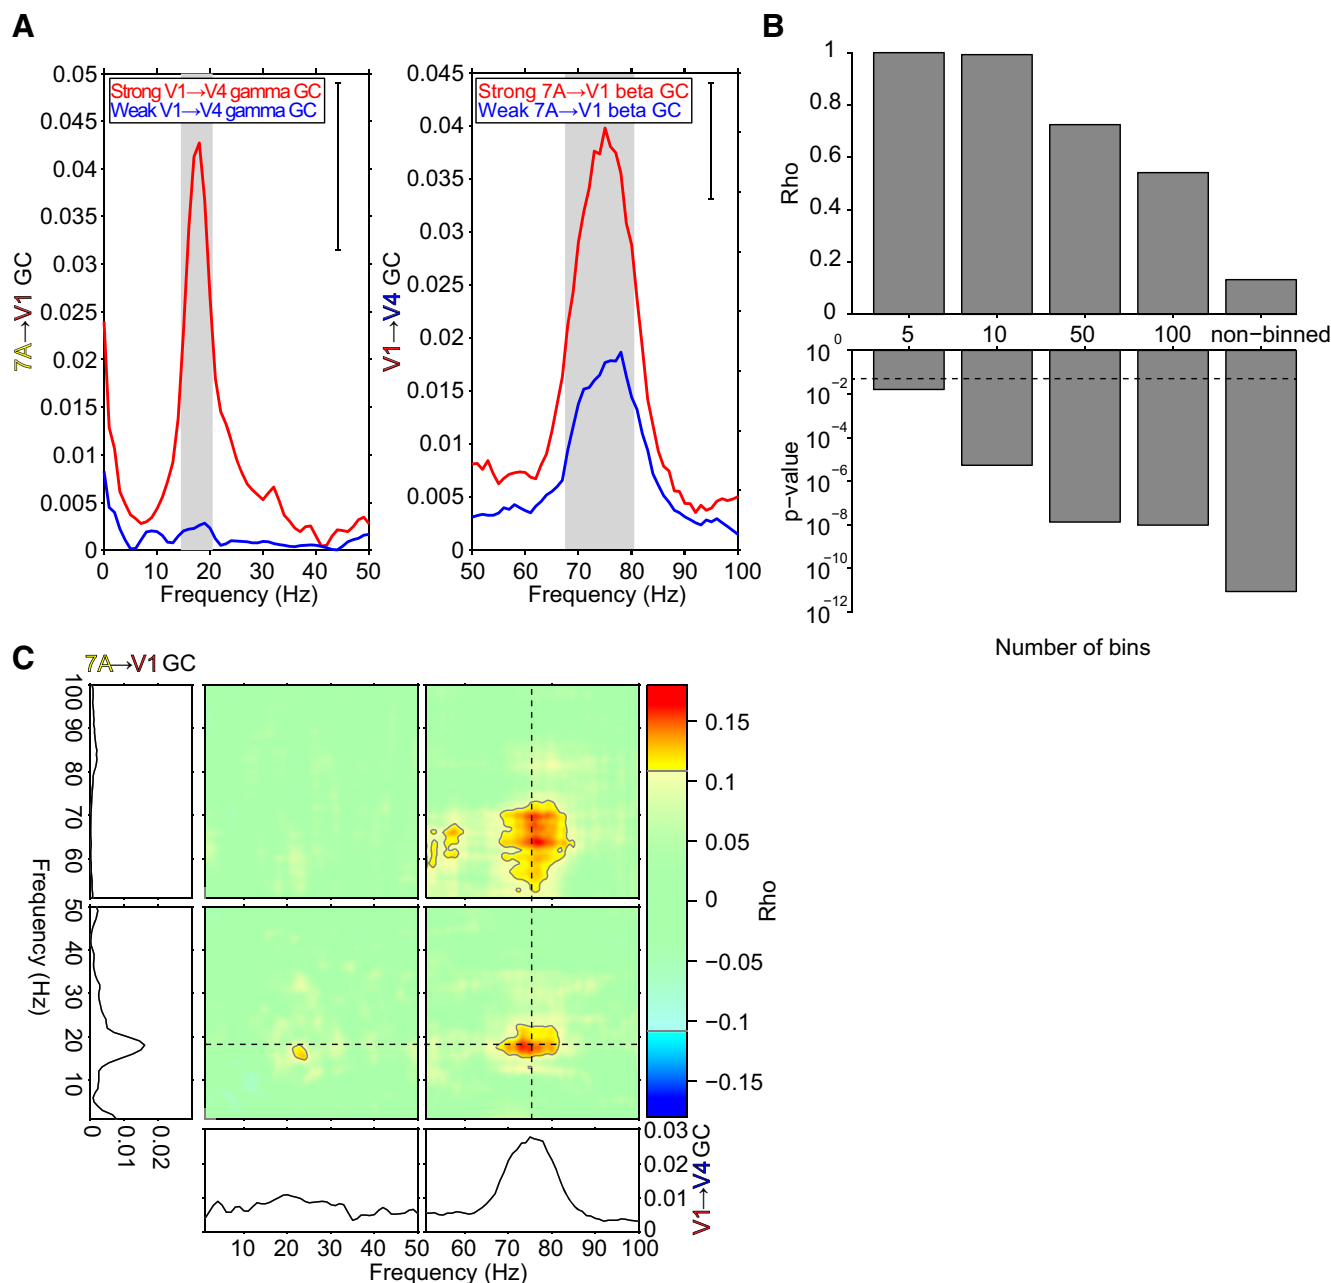 A
0.05
0.045
0.04
0.035
0.03
0.025
0.02
0.015
0.01
0.005
0
Strong V1→V4 gamma GC
Weak V1→V4 gamma GC
7A→V1 GC
0 10 20 30 40 50
Frequency (Hz)
0.045
0.04
0.035
0.03
0.025
0.02
0.015
0.01
0.005
0
Strong 7A→V1 beta GC
Weak 7A→V1 beta GC
V1→V4 GC
50 60 70 80 90 100
Frequency (Hz)
B
1
0.8
0.6
0.4
0.2
0
Rho
5 10 50 100 non−binned
0
10
10−2
10−4
10−6
10−8
10−10
10−12
p−value
Number of bins
C
7A→V1 GC
100
90
80
70
60
50
40
30
20
10
Frequency (Hz)
0 0.01 0.02
0.15
0.1
0.05
0
−0.05
−0.1
−0.15
Rho
0.03
0.02
0.01
0
V1→V4 GC
10 20 30 40 50 60 70 80 90 100
Frequency (Hz)